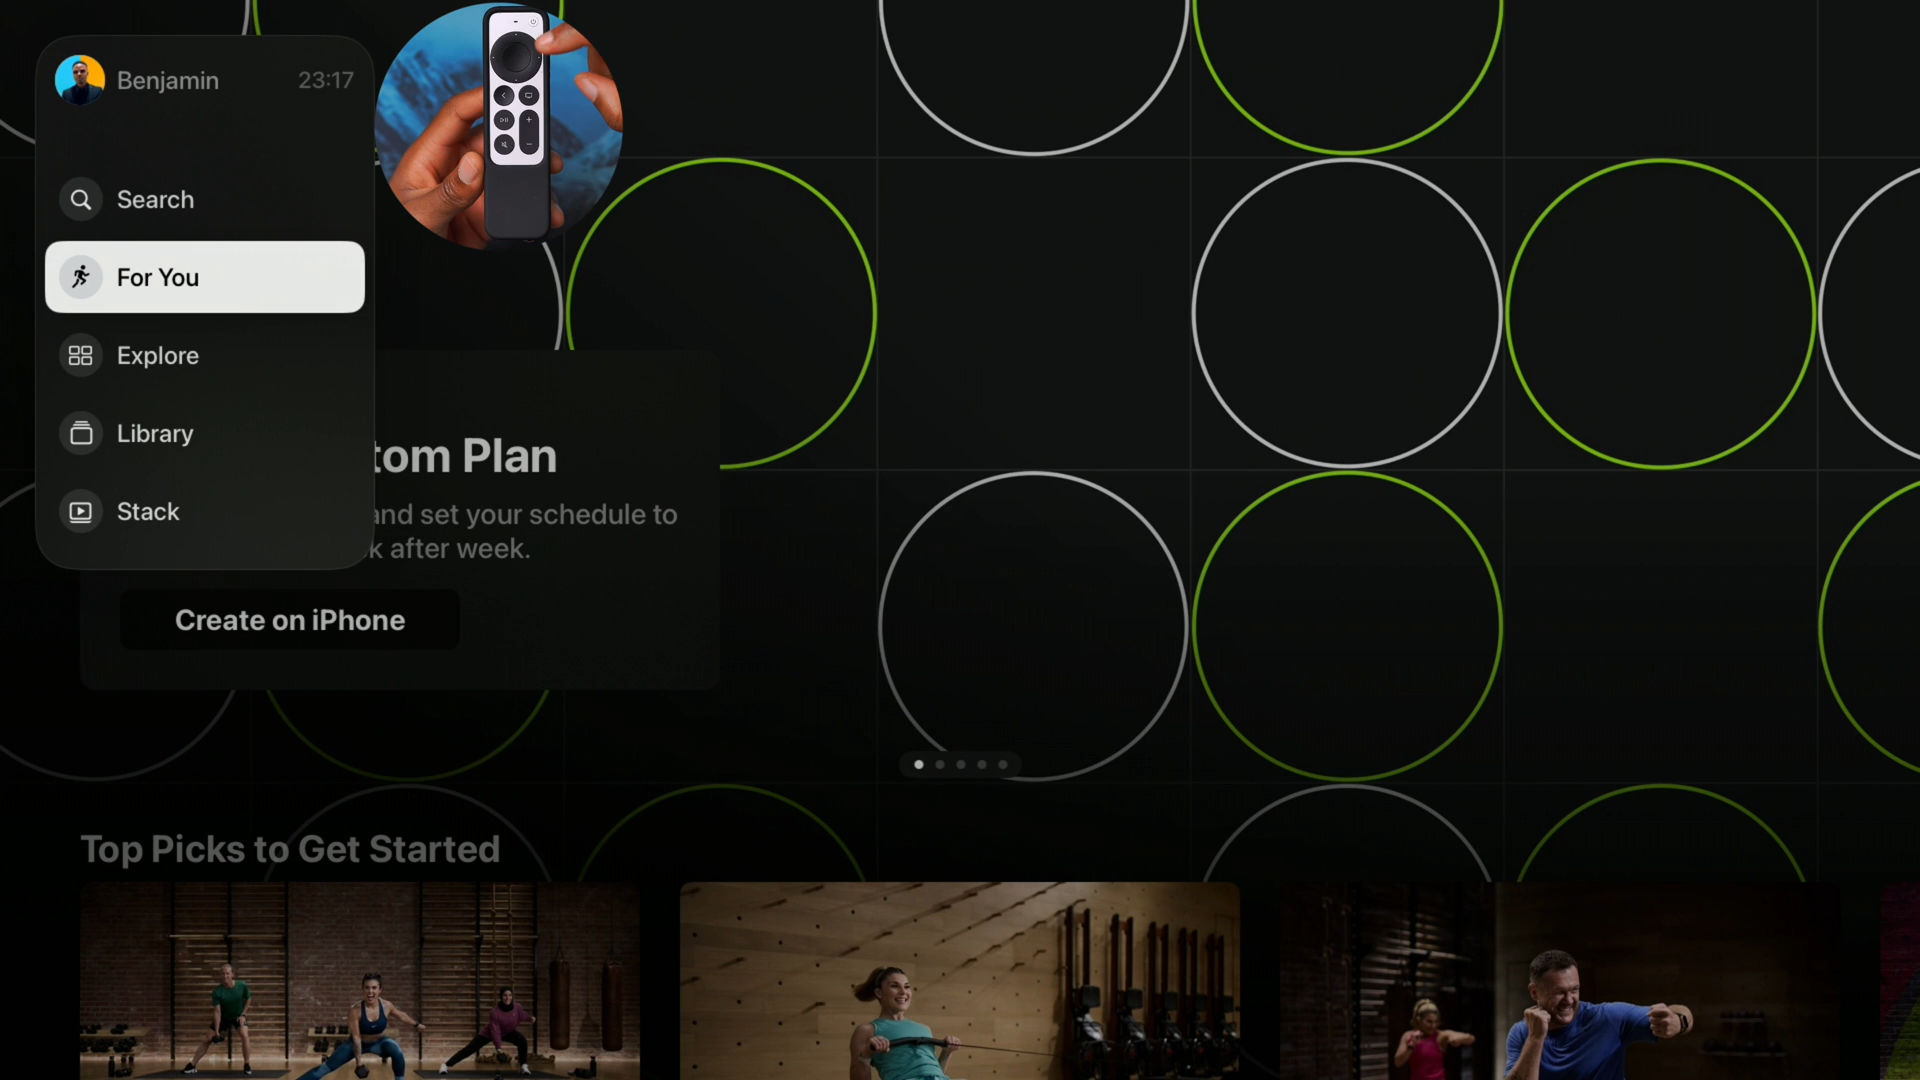 Benjamin 23:17
Search
For You
Explore
Library
Stack
tom Plan
and set your schedule to
k after week.
Create on iPhone
Top Picks to Get Started